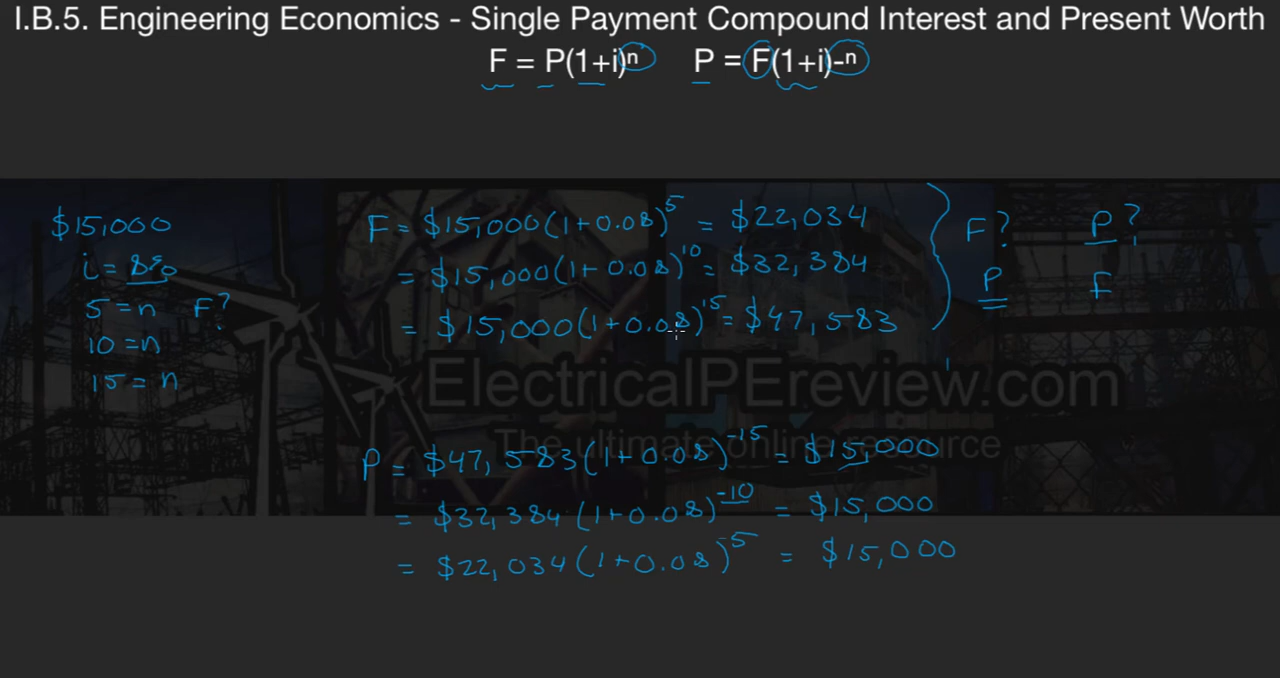 I.B.5. Engineering Economics - Single Payment Compound Interest and Present Worth
F = P(1+i)n P = F(1+i)-n
$15,000
i = 8%
5 = n F?
10 = n
15 = n
F = $15,000(1+0.08)^5 = $22,034
= $15,000(1+0.08)^10 = $32,384
= $15,000(1+0.08)^15 = $47,583
F? P?
P F
ElectricalPEreview.com
The ultimate online resource
P = $47,583(1+0.08)^-15 = $15,000
= $32,384(1+0.08)^-10 = $15,000
= $22,034(1+0.08)^-5 = $15,000